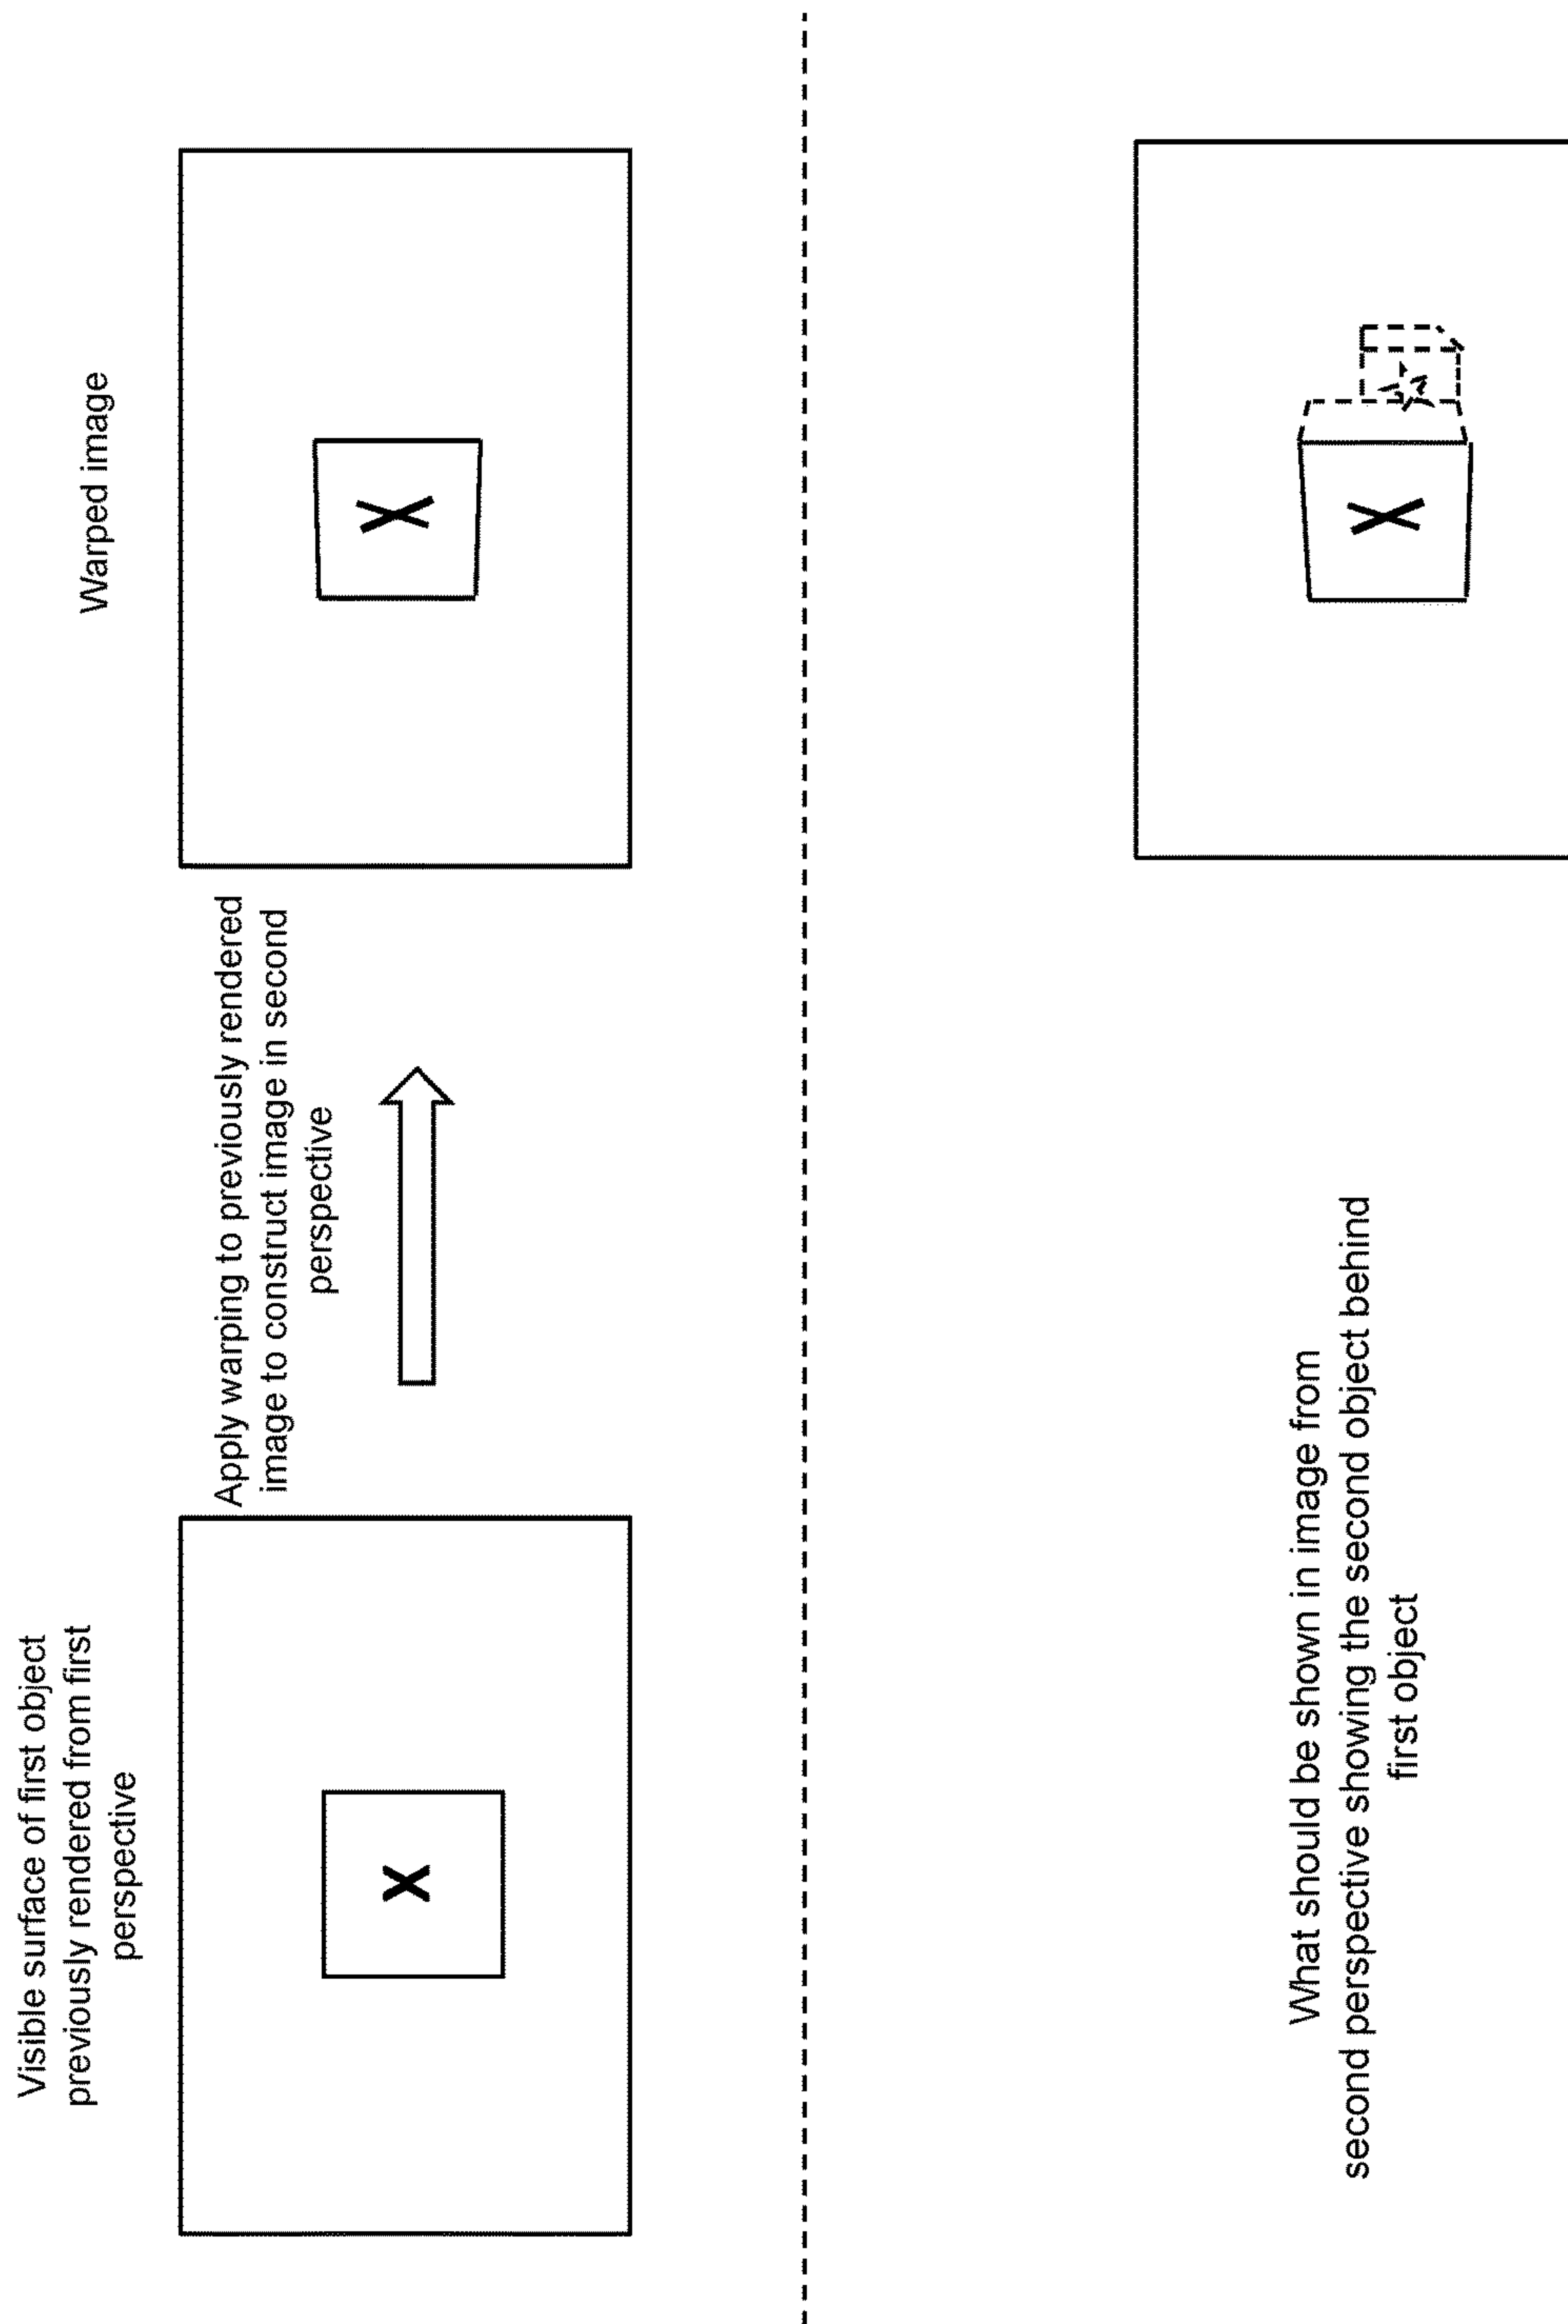 Visible surface of first object
previously rendered from first
perspective
X
Apply warping to previously rendered
image to construct image in second
perspective
Warped image
X
What should be shown in image from
second perspective showing the second object behind
first object
X